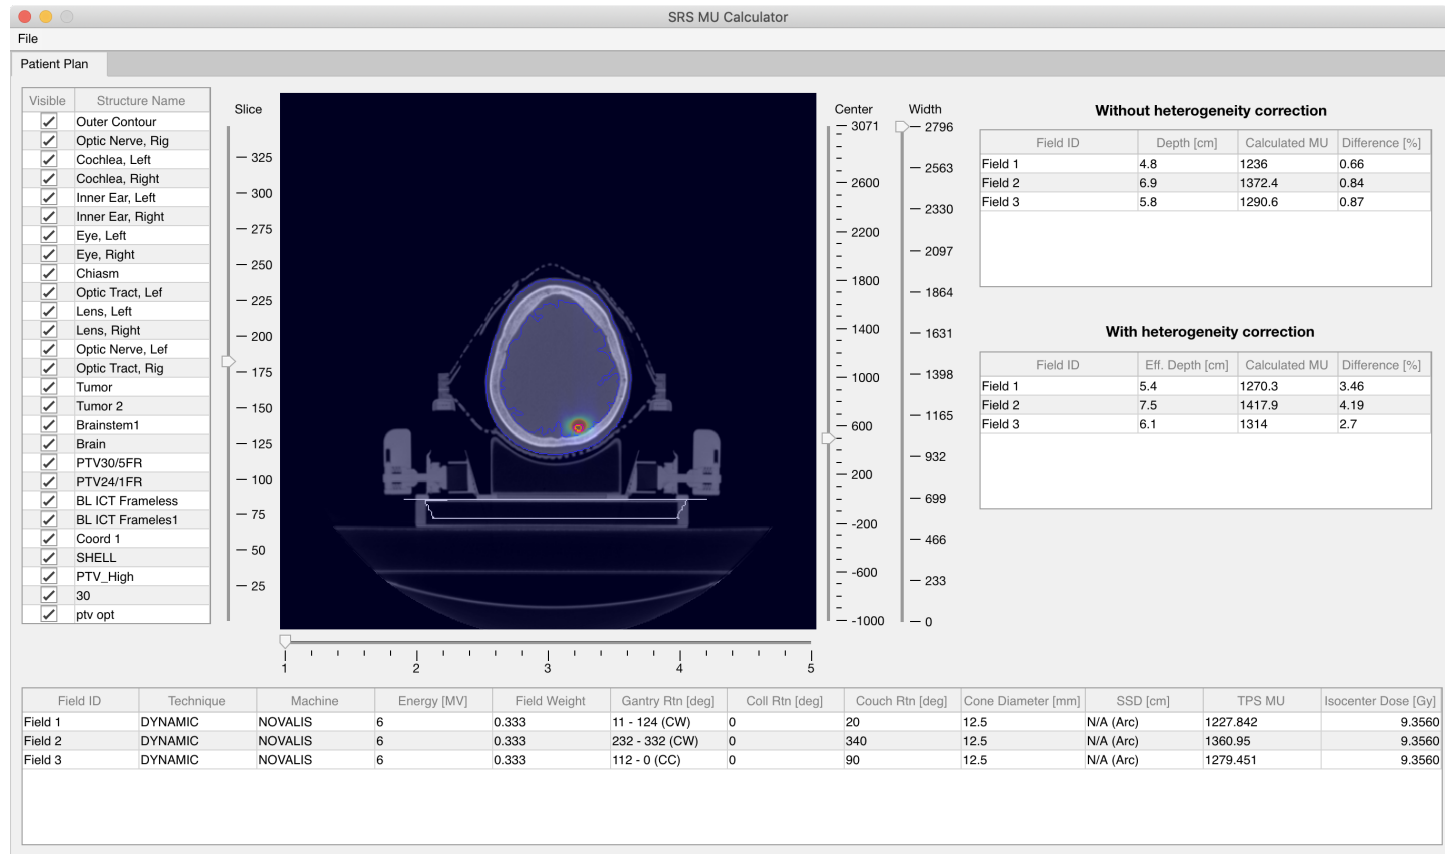 SRS MU Calculator
File
Patient Plan
Visible Structure Name
Outer Contour
Optic Nerve, Rig
Cochlea, Left
Cochlea, Right
Inner Ear, Left
Inner Ear, Right
Eye, Left
Eye, Right
Chiasm
Optic Tract, Lef
Lens, Left
Lens, Right
Optic Nerve, Lef
Optic Tract, Rig
Tumor
Tumor 2
Brainstem1
Brain
PTV30/5FR
PTV24/1FR
BL ICT Frameless
BL ICT Frameles1
Coord 1
SHELL
PTV_High
30
ptv opt
Slice
325
300
275
250
225
200
175
150
125
100
75
50
25
1 2 3 4 5
Center
3071
2600
2200
1800
1400
1000
600
200
-200
-600
-1000
Width
2796
2563
2330
2097
1864
1631
1398
1165
932
699
466
233
0
Without heterogeneity correction
Field ID Depth [cm] Calculated MU Difference [%]
Field 1 4.8 1236 0.66
Field 2 6.9 1372.4 0.84
Field 3 5.8 1290.6 0.87
With heterogeneity correction
Field ID Eff. Depth [cm] Calculated MU Difference [%]
Field 1 5.4 1270.3 3.46
Field 2 7.5 1417.9 4.19
Field 3 6.1 1314 2.7
Field ID Technique Machine Energy [MV] Field Weight Gantry Rtn [deg] Coll Rtn [deg] Couch Rtn [deg] Cone Diameter [mm] SSD [cm] TPS MU Isocenter Dose [Gy]
Field 1 DYNAMIC NOVALIS 6 0.333 11 - 124 (CW) 0 20 12.5 N/A (Arc) 1227.842 9.3560
Field 2 DYNAMIC NOVALIS 6 0.333 232 - 332 (CW) 0 340 12.5 N/A (Arc) 1360.95 9.3560
Field 3 DYNAMIC NOVALIS 6 0.333 112 - 0 (CC) 0 90 12.5 N/A (Arc) 1279.451 9.3560